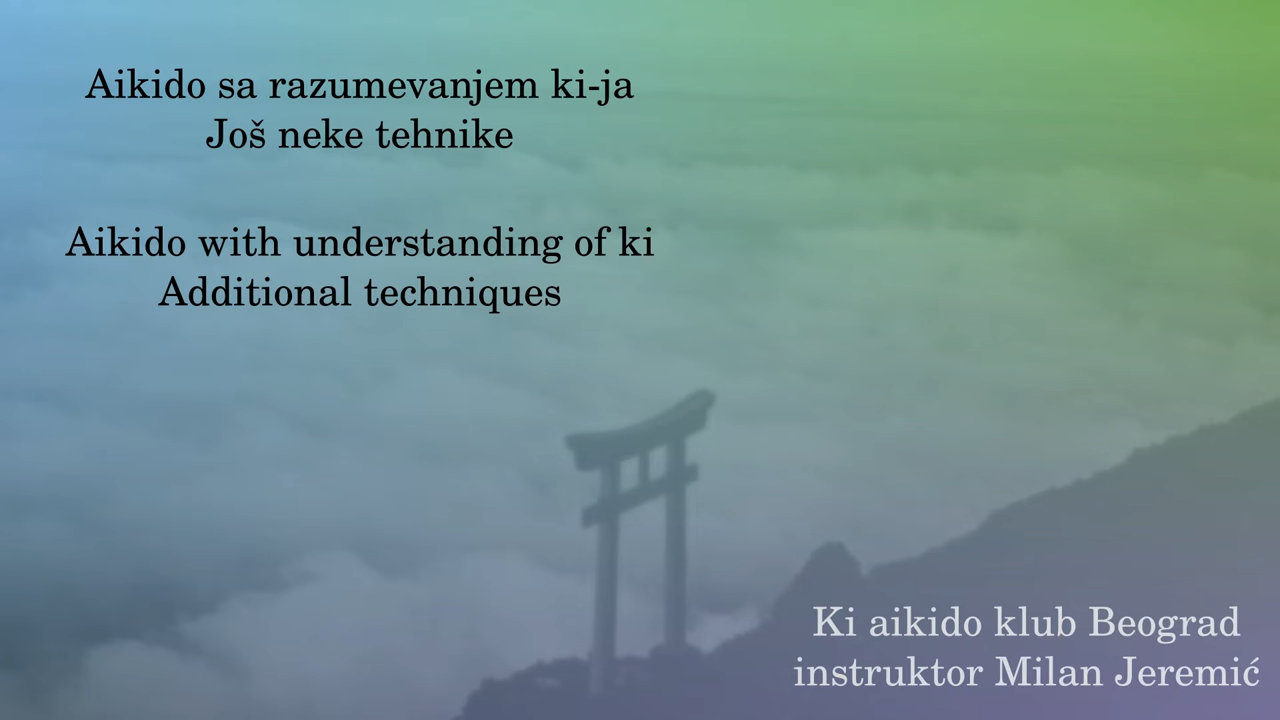 Aikido sa razumevanjem ki-ja
Još neke tehnike
Aikido with understanding of ki
Additional techniques
Ki aikido klub Beograd
instruktor Milan Jeremić